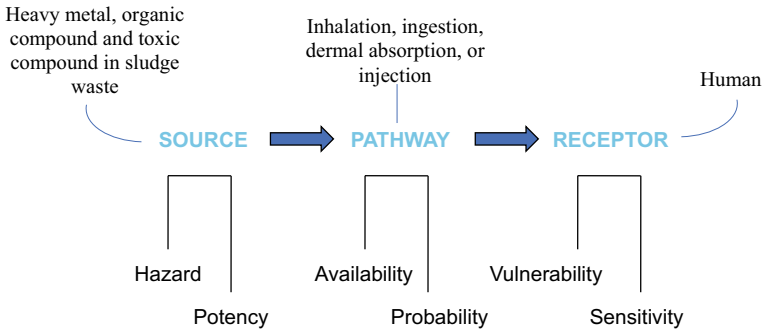 Heavy metal, organic
compound and toxic
compound in sludge
waste
Inhalation, ingestion,
dermal absorption, or
injection
Human
SOURCE
PATHWAY
RECEPTOR
Hazard
Availability
Vulnerability
Potency
Probability
Sensitivity